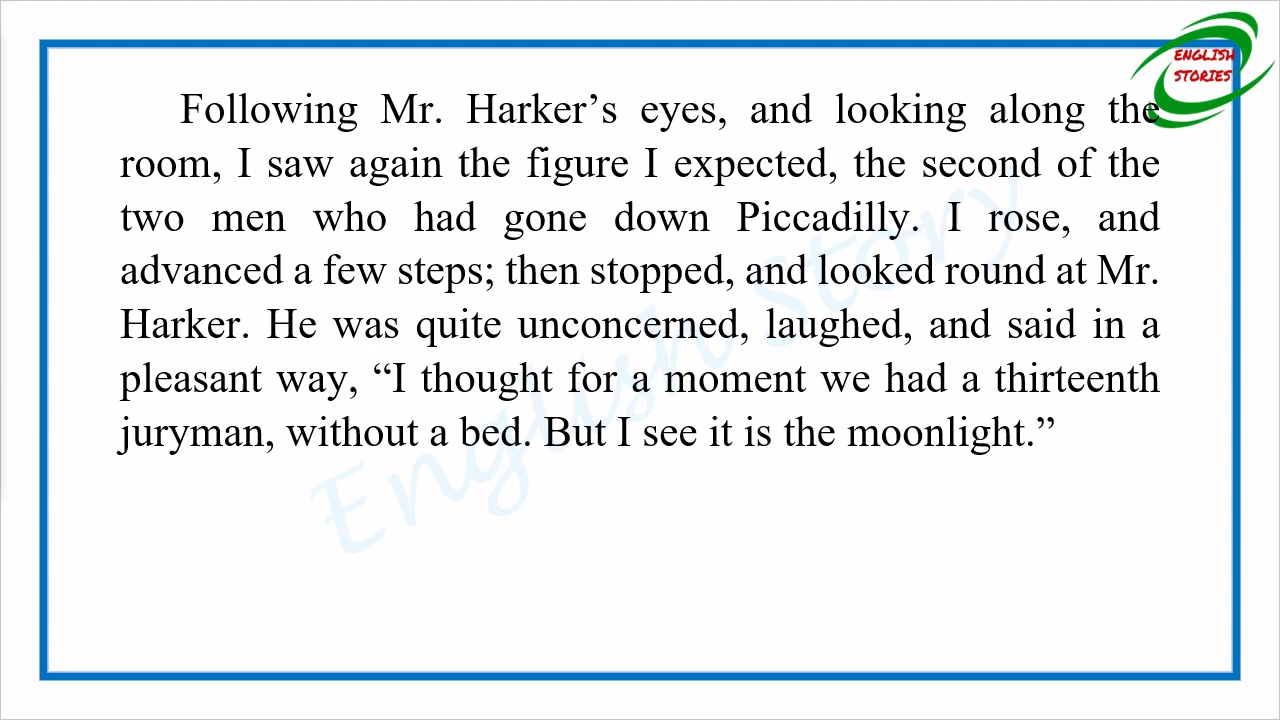 ENGLISH
STORIES
Following Mr. Harker’s eyes, and looking along the
room, I saw again the figure I expected, the second of the
two men who had gone down Piccadilly. I rose, and
advanced a few steps; then stopped, and looked round at Mr.
Harker. He was quite unconcerned, laughed, and said in a
pleasant way, “I thought for a moment we had a thirteenth
juryman, without a bed. But I see it is the moonlight.”
English Story